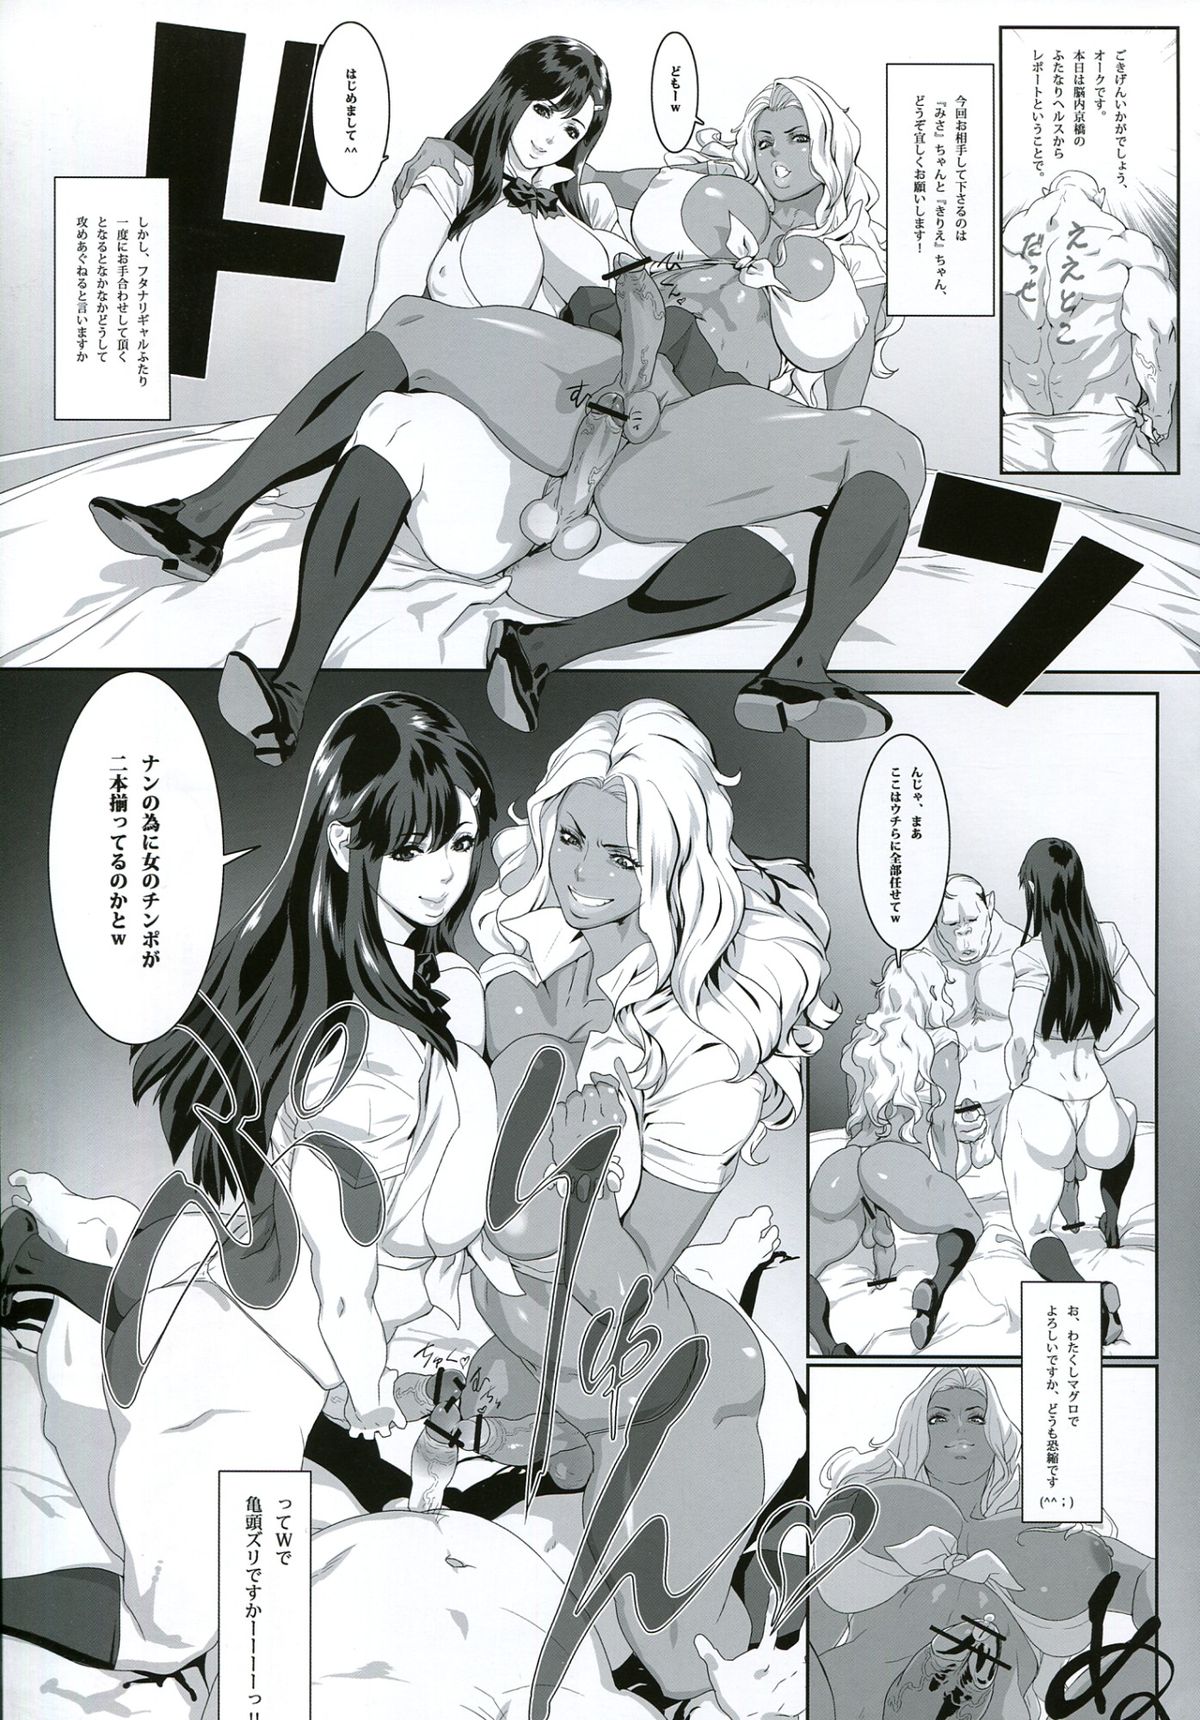 ごきげんいかがでしょう、
オークです。
本日は脳内京橋の
ふたなりヘルスから
レポートということで。
ええとこ
だっせ
今回お相手して下さるのは
『みさ』ちゃんと『きりえ』ちゃん、
どうぞ宜しくお願いします！
どもーw
はじめまして^^
ドーン
しかし、フタナリギャルふたり
一度にお手合わせして頂く
となるとなかなかどうして
攻めあぐねると言いますか
んじゃ、まあ
ここはウチらに全部任せてw
お、わたくしマグロで
よろしいですか、どうも恐縮です
(^^；)
ナンの為に女のチンポが
二本揃ってるのかとw
ちゅく♡
ってWで
亀頭ズリですかーーーーっ!!